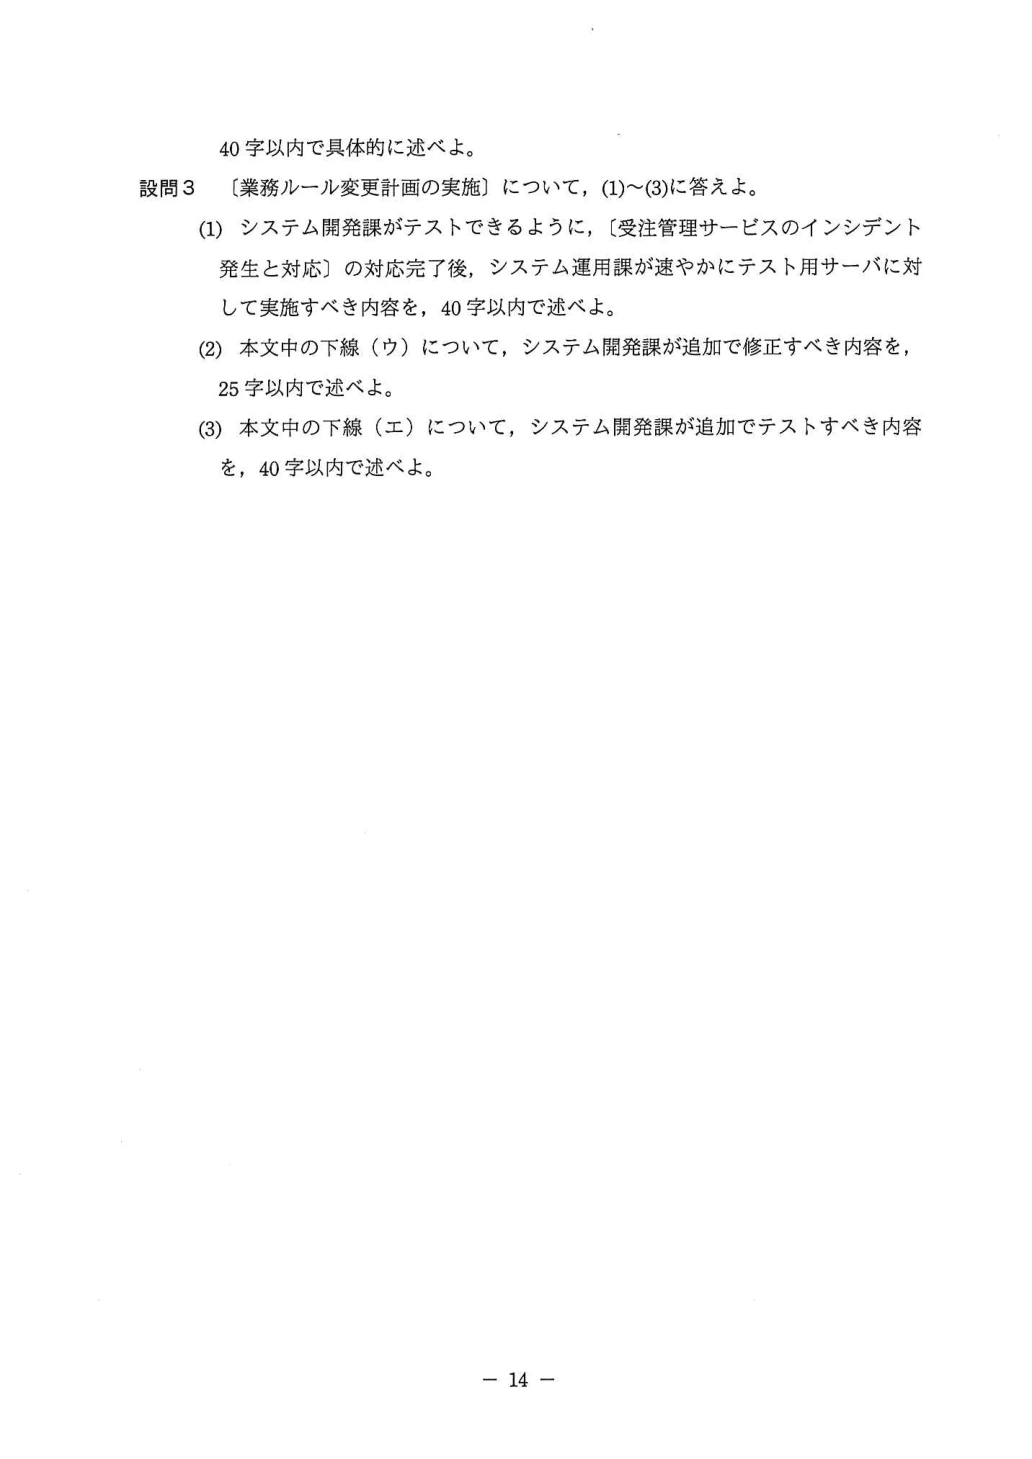 40 字以内で具体的に述べよ。
設問3 〔業務ルール変更計画の実施〕について，(1)～(3)に答えよ。
(1) システム開発課がテストできるように，〔受注管理サービスのインシデント
発生と対応〕の対応完了後，システム運用課が速やかにテスト用サーバに対
して実施すべき内容を，40 字以内で述べよ。
(2) 本文中の下線（ウ）について，システム開発課が追加で修正すべき内容を，
25 字以内で述べよ。
(3) 本文中の下線（エ）について，システム開発課が追加でテストすべき内容
を，40 字以内で述べよ。
－ 14 －